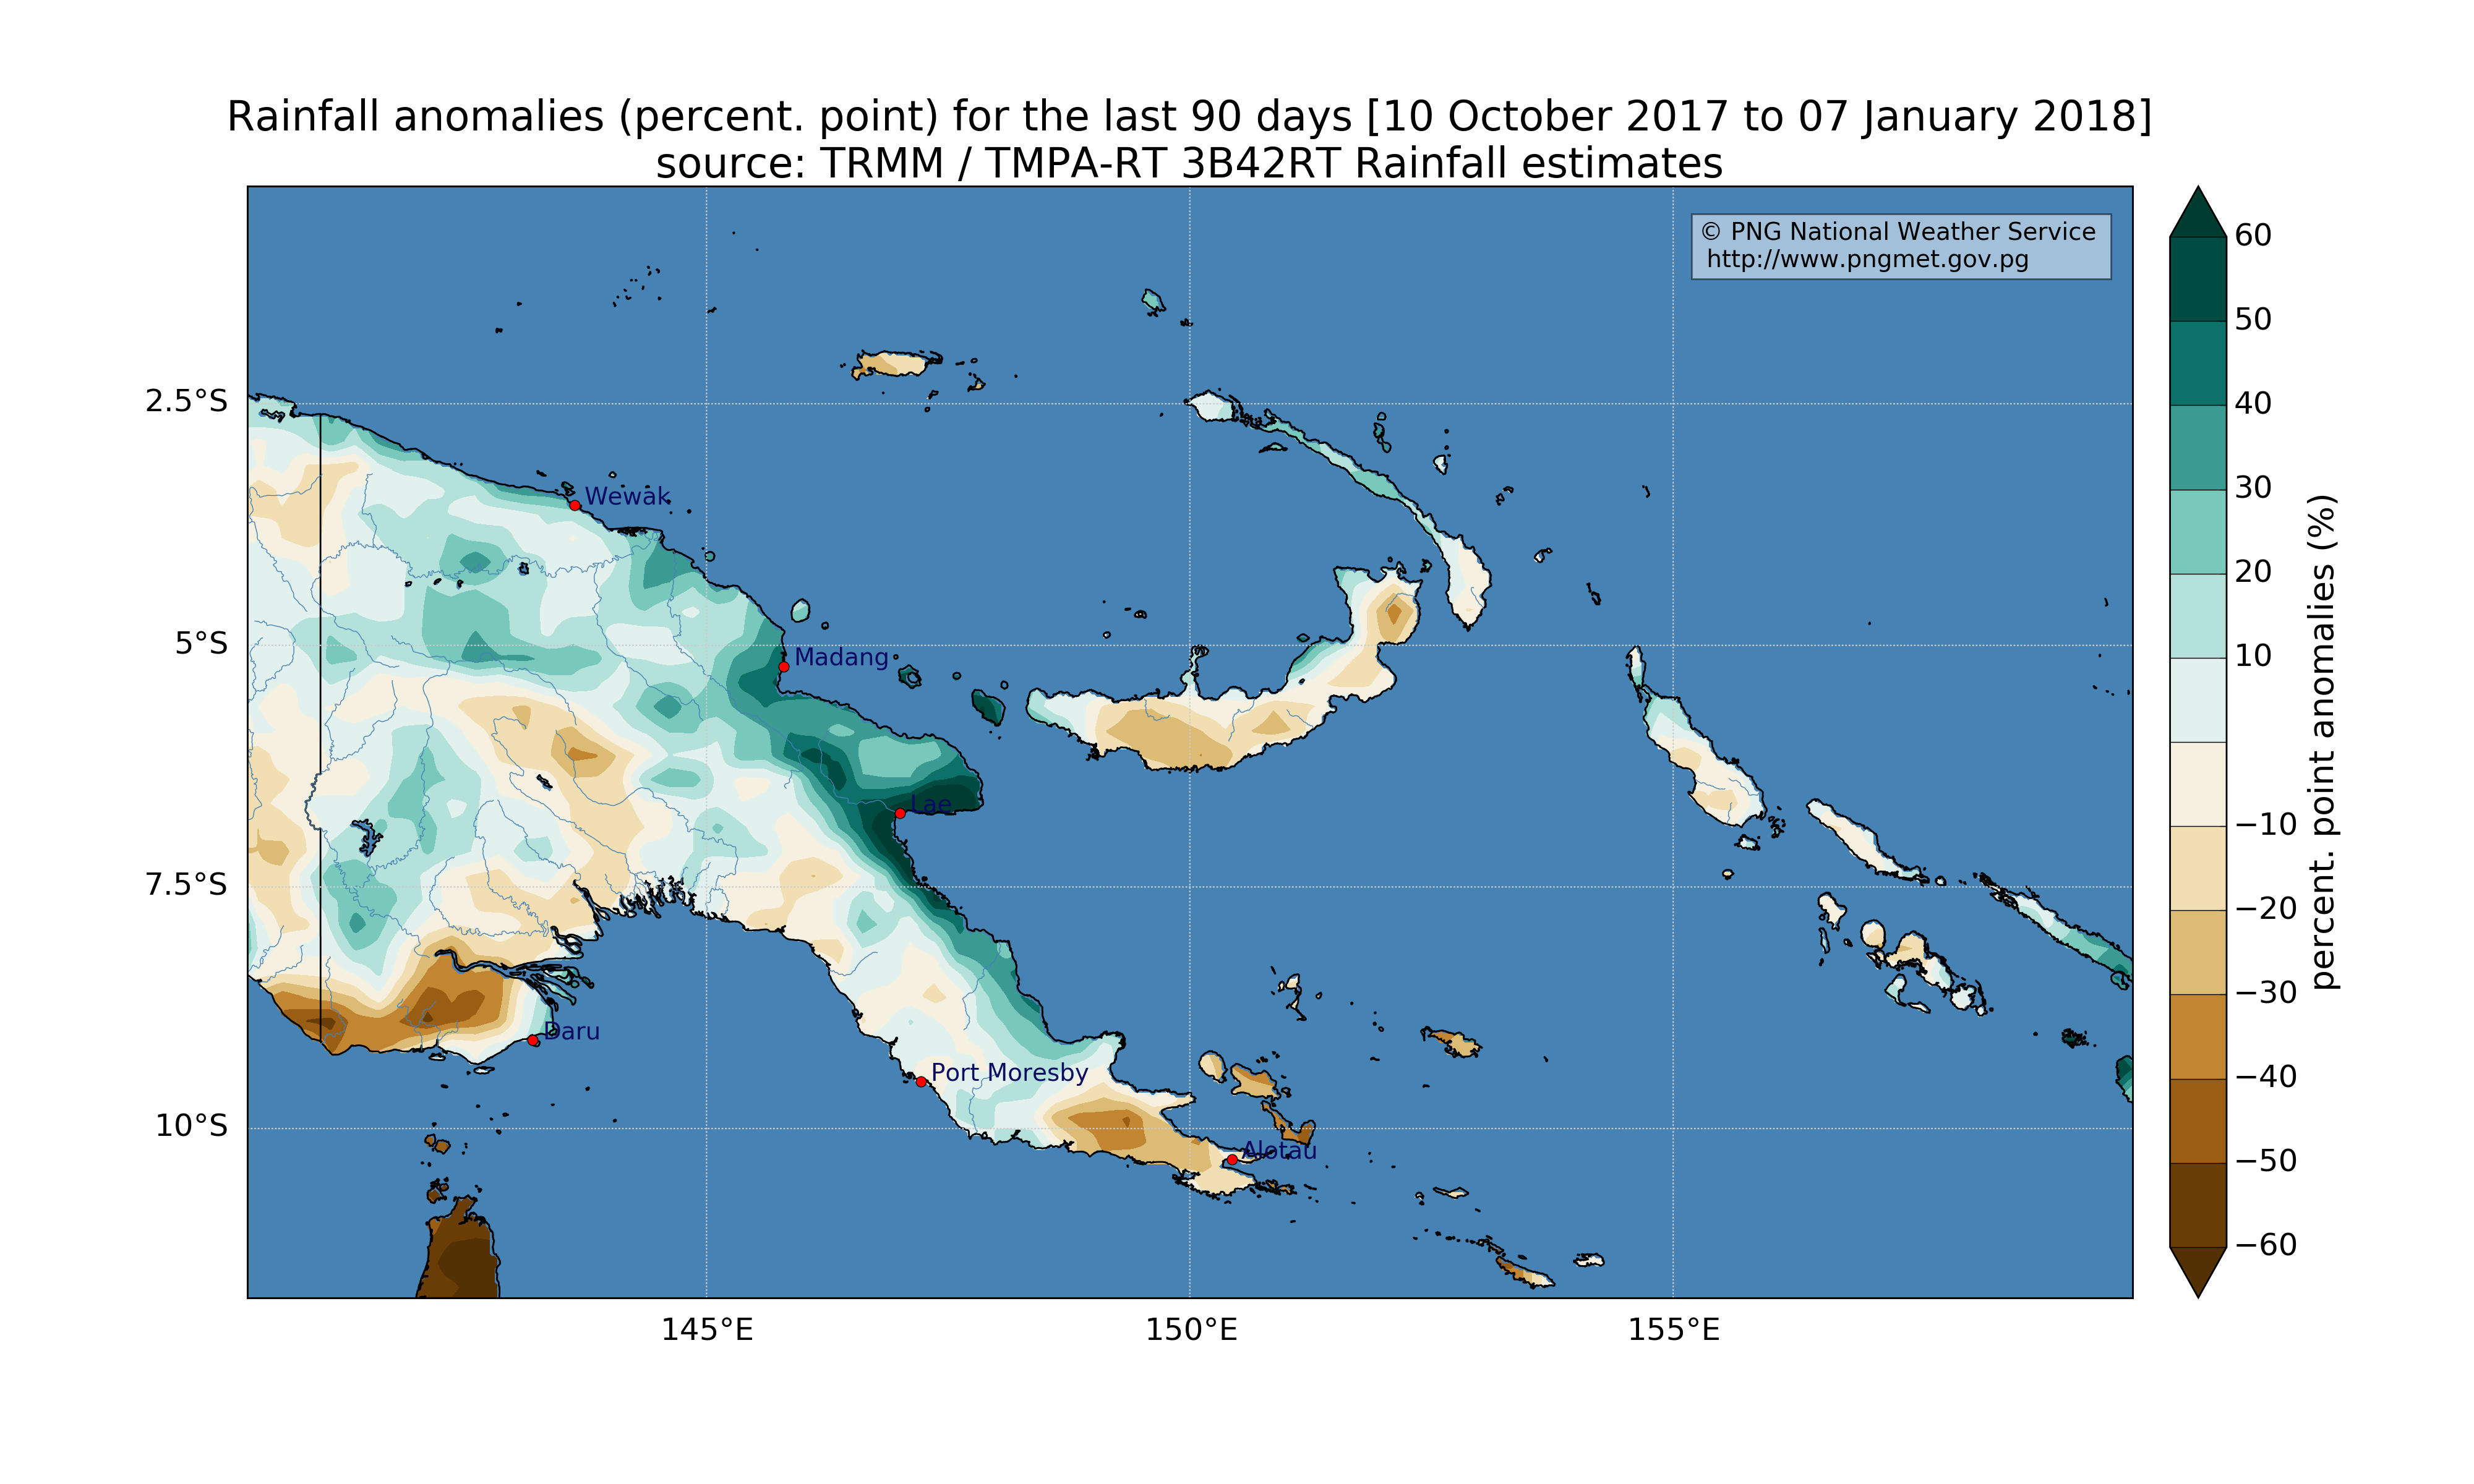 Rainfall anomalies (percent. point) for the last 90 days [10 October 2017 to 07 January 2018]
source: TRMM / TMPA-RT 3B42RT Rainfall estimates
© PNG National Weather Service
http://www.pngmet.gov.pg
60
50
40
30
20
10
−10
−20
−30
−40
−50
−60
percent. point anomalies (%)
2.5°S
5°S
7.5°S
10°S
Wewak
Madang
Lae
Daru
Port Moresby
Alotau
145°E
150°E
155°E